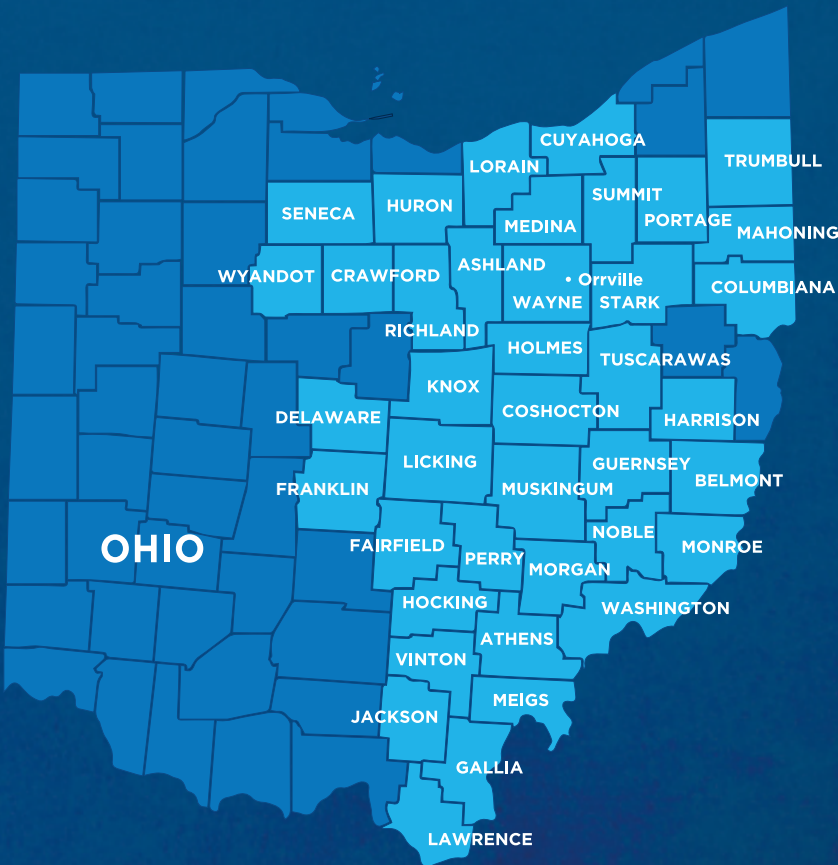 CUYAHOGA
LORAIN
TRUMBULL
SUMMIT
SENECA
HURON
MEDINA
PORTAGE
MAHONING
ASHLAND
WYANDOT
CRAWFORD
• Orrville
COLUMBIANA
WAYNE
STARK
RICHLAND
HOLMES
TUSCARAWAS
KNOX
DELAWARE
COSHOCTON
HARRISON
LICKING
GUERNSEY
BELMONT
FRANKLIN
MUSKINGUM
NOBLE
OHIO
FAIRFIELD
PERRY
MONROE
MORGAN
HOCKING
WASHINGTON
ATHENS
VINTON
MEIGS
JACKSON
GALLIA
LAWRENCE